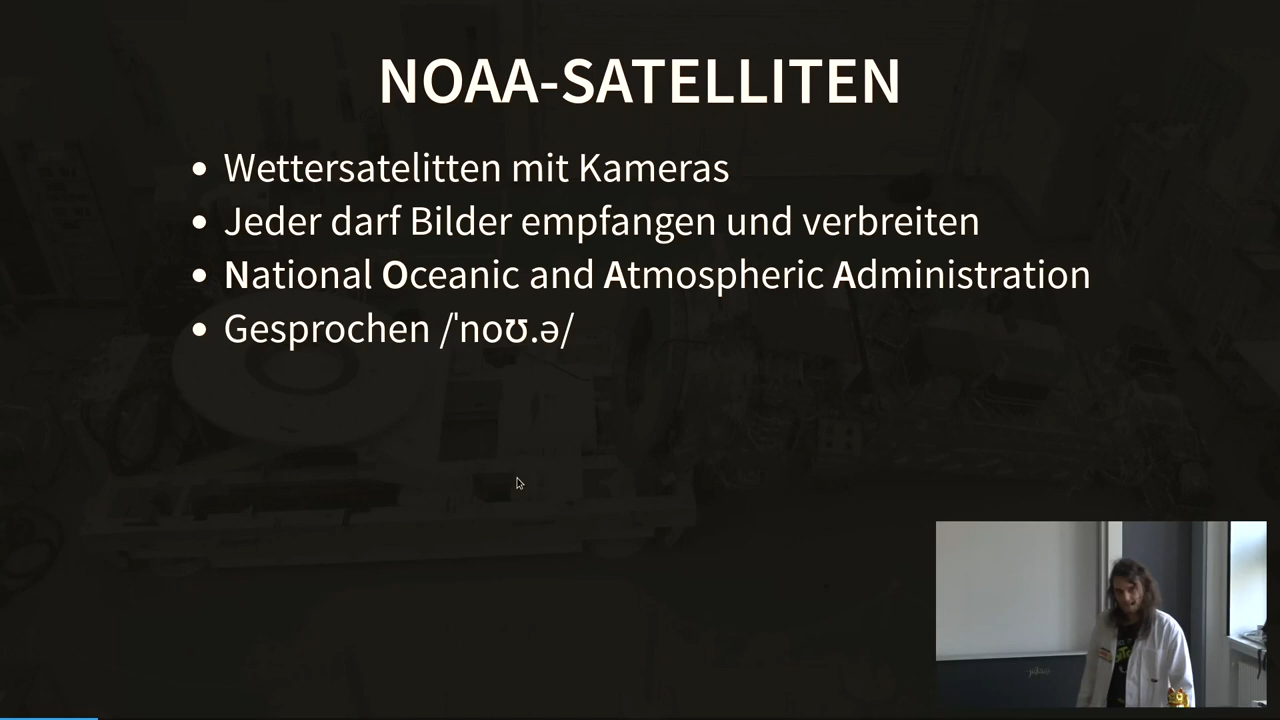 NOAA-SATELLITEN
Wettersatelitten mit Kameras
Jeder darf Bilder empfangen und verbreiten
National Oceanic and Atmospheric Administration
Gesprochen /ˈnoʊ.ə/